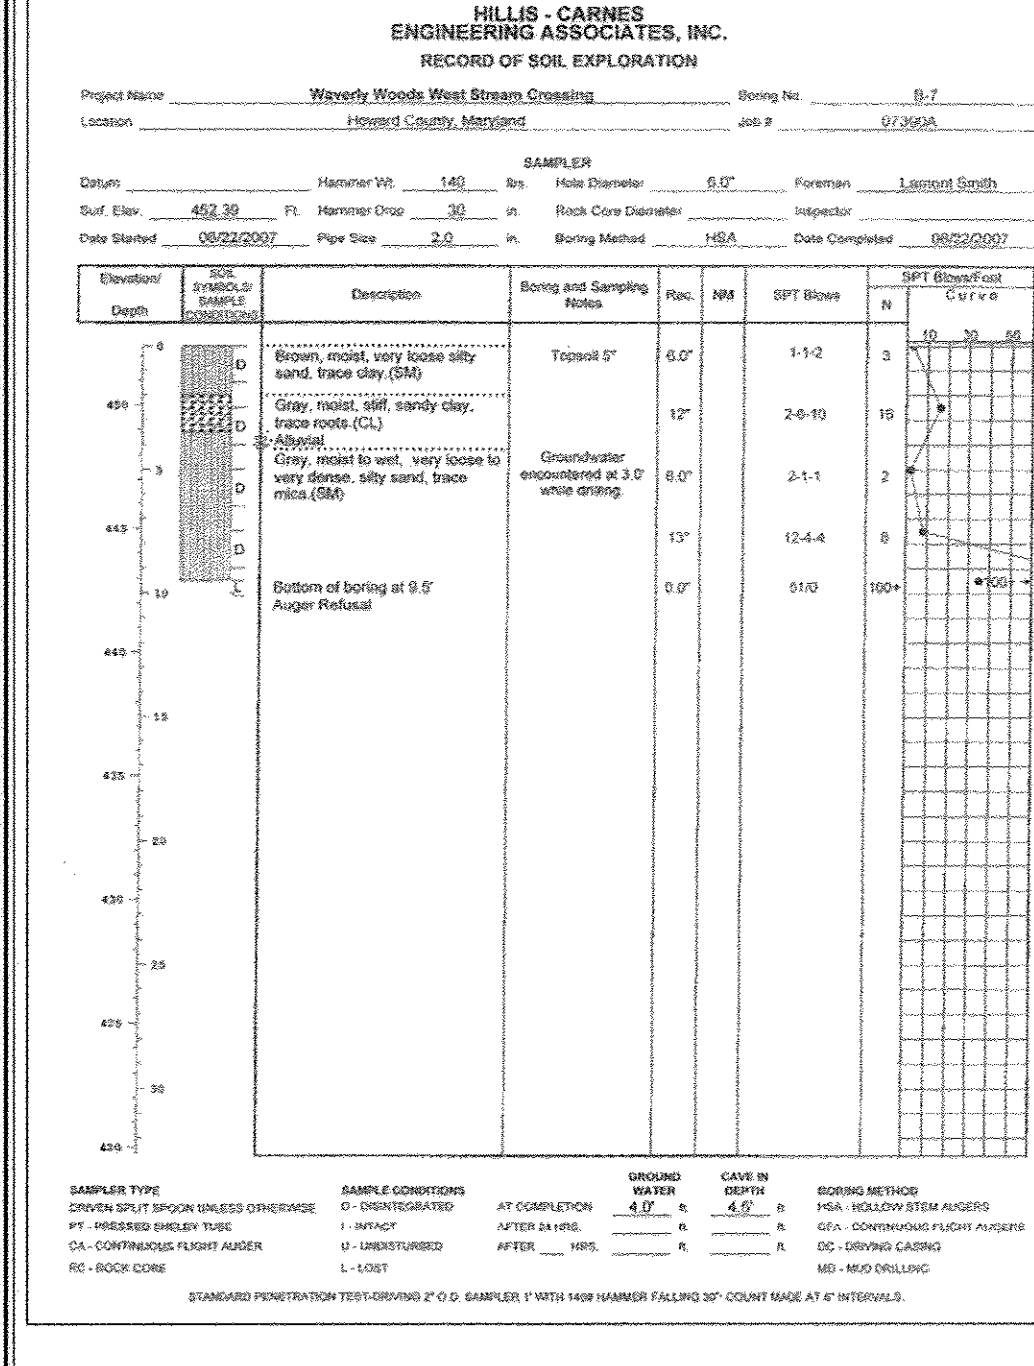 HILLIS - CARNES
ENGINEERING ASSOCIATES, INC.
RECORD OF SOIL EXPLORATION
Project Name Waverly Woods West Stream Crossing Boring No. B-7
Location Howard County, Maryland Job # 07390A
SAMPLER
Datum Hammer Wt. 140 lbs. Hole Diameter 6.0" Foreman Lamont Smith
Surf. Elev. 452.39 Ft. Hammer Drop 30 in. Rock Core Diameter Inspector
Date Started 06/22/2007 Pipe Size 2.0 in. Boring Method HSA Date Completed 06/22/2007
Elevation/ Depth
SOIL SYMBOLS/ SAMPLE CONDITIONS
Description
Boring and Sampling Notes
Rec.
NM
SPT Blows
SPT Blows/Foot
N
Curve
10 30 50
0
Brown, moist, very loose silty Topsoil 5" 6.0" 1-1-2 3
sand, trace clay.(SM)
D
450
Gray, moist, stiff, sandy clay, 12"
trace roots.(CL)
D
Alluvial
Gray, moist to wet, very loose to Groundwater
very dense, silty sand, trace encountered at 3.0' 2-1-1 2
mica.(SM) while drilling.
5
D
445 13" 12-4-4 8
D
Bottom of boring at 9.5' 0.0" 51/0 100+ 100+
Auger Refusal
10
440
15
435
20
430
25
425
30
420
SAMPLER TYPE
DRIVEN SPLIT SPOON UNLESS OTHERWISE
PT - PRESSED SHELBY TUBE
CA - CONTINUOUS FLIGHT AUGER
RC - ROCK CORE
SAMPLE CONDITIONS
D - DISINTEGRATED
I - INTACT
U - UNDISTURBED
L - LOST
GROUND WATER CAVE IN DEPTH
AT COMPLETION 4.0' ft. 4.5' ft.
AFTER 24 HRS. ft. ft.
AFTER ___ HRS. ft. ft.
BORING METHOD
HSA - HOLLOW STEM AUGERS
CFA - CONTINUOUS FLIGHT AUGERS
DC - DRIVING CASING
MD - MUD DRILLING
STANDARD PENETRATION TEST-DRIVING 2" O.D. SAMPLER 1' WITH 140# HAMMER FALLING 30": COUNT MADE AT 6" INTERVALS.